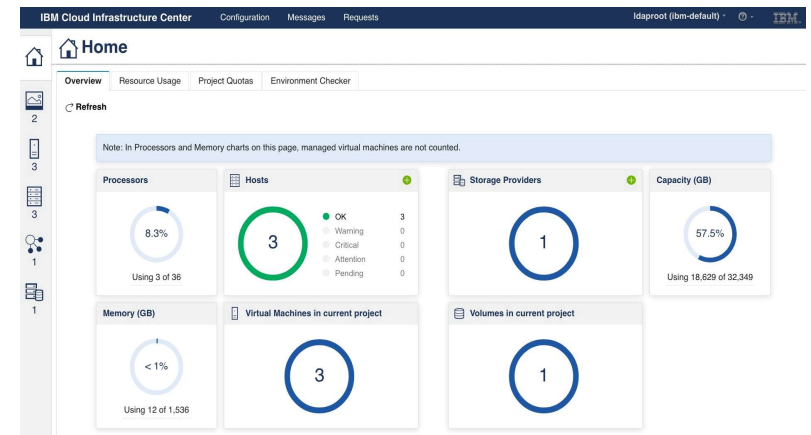 IBM Cloud Infrastructure Center Configuration Messages Requests ldaproot (ibm-default) IBM
Home
Overview Resource Usage Project Quotas Environment Checker
Refresh
2
3
3
1
1
Note: In Processors and Memory charts on this page, managed virtual machines are not counted.
Processors
8.3%
Using 3 of 36
Hosts
3
OK 3
Warning 0
Critical 0
Attention 0
Pending 0
Storage Providers
1
Capacity (GB)
57.5%
Using 18,629 of 32,349
Memory (GB)
< 1%
Using 12 of 1,536
Virtual Machines in current project
3
Volumes in current project
1